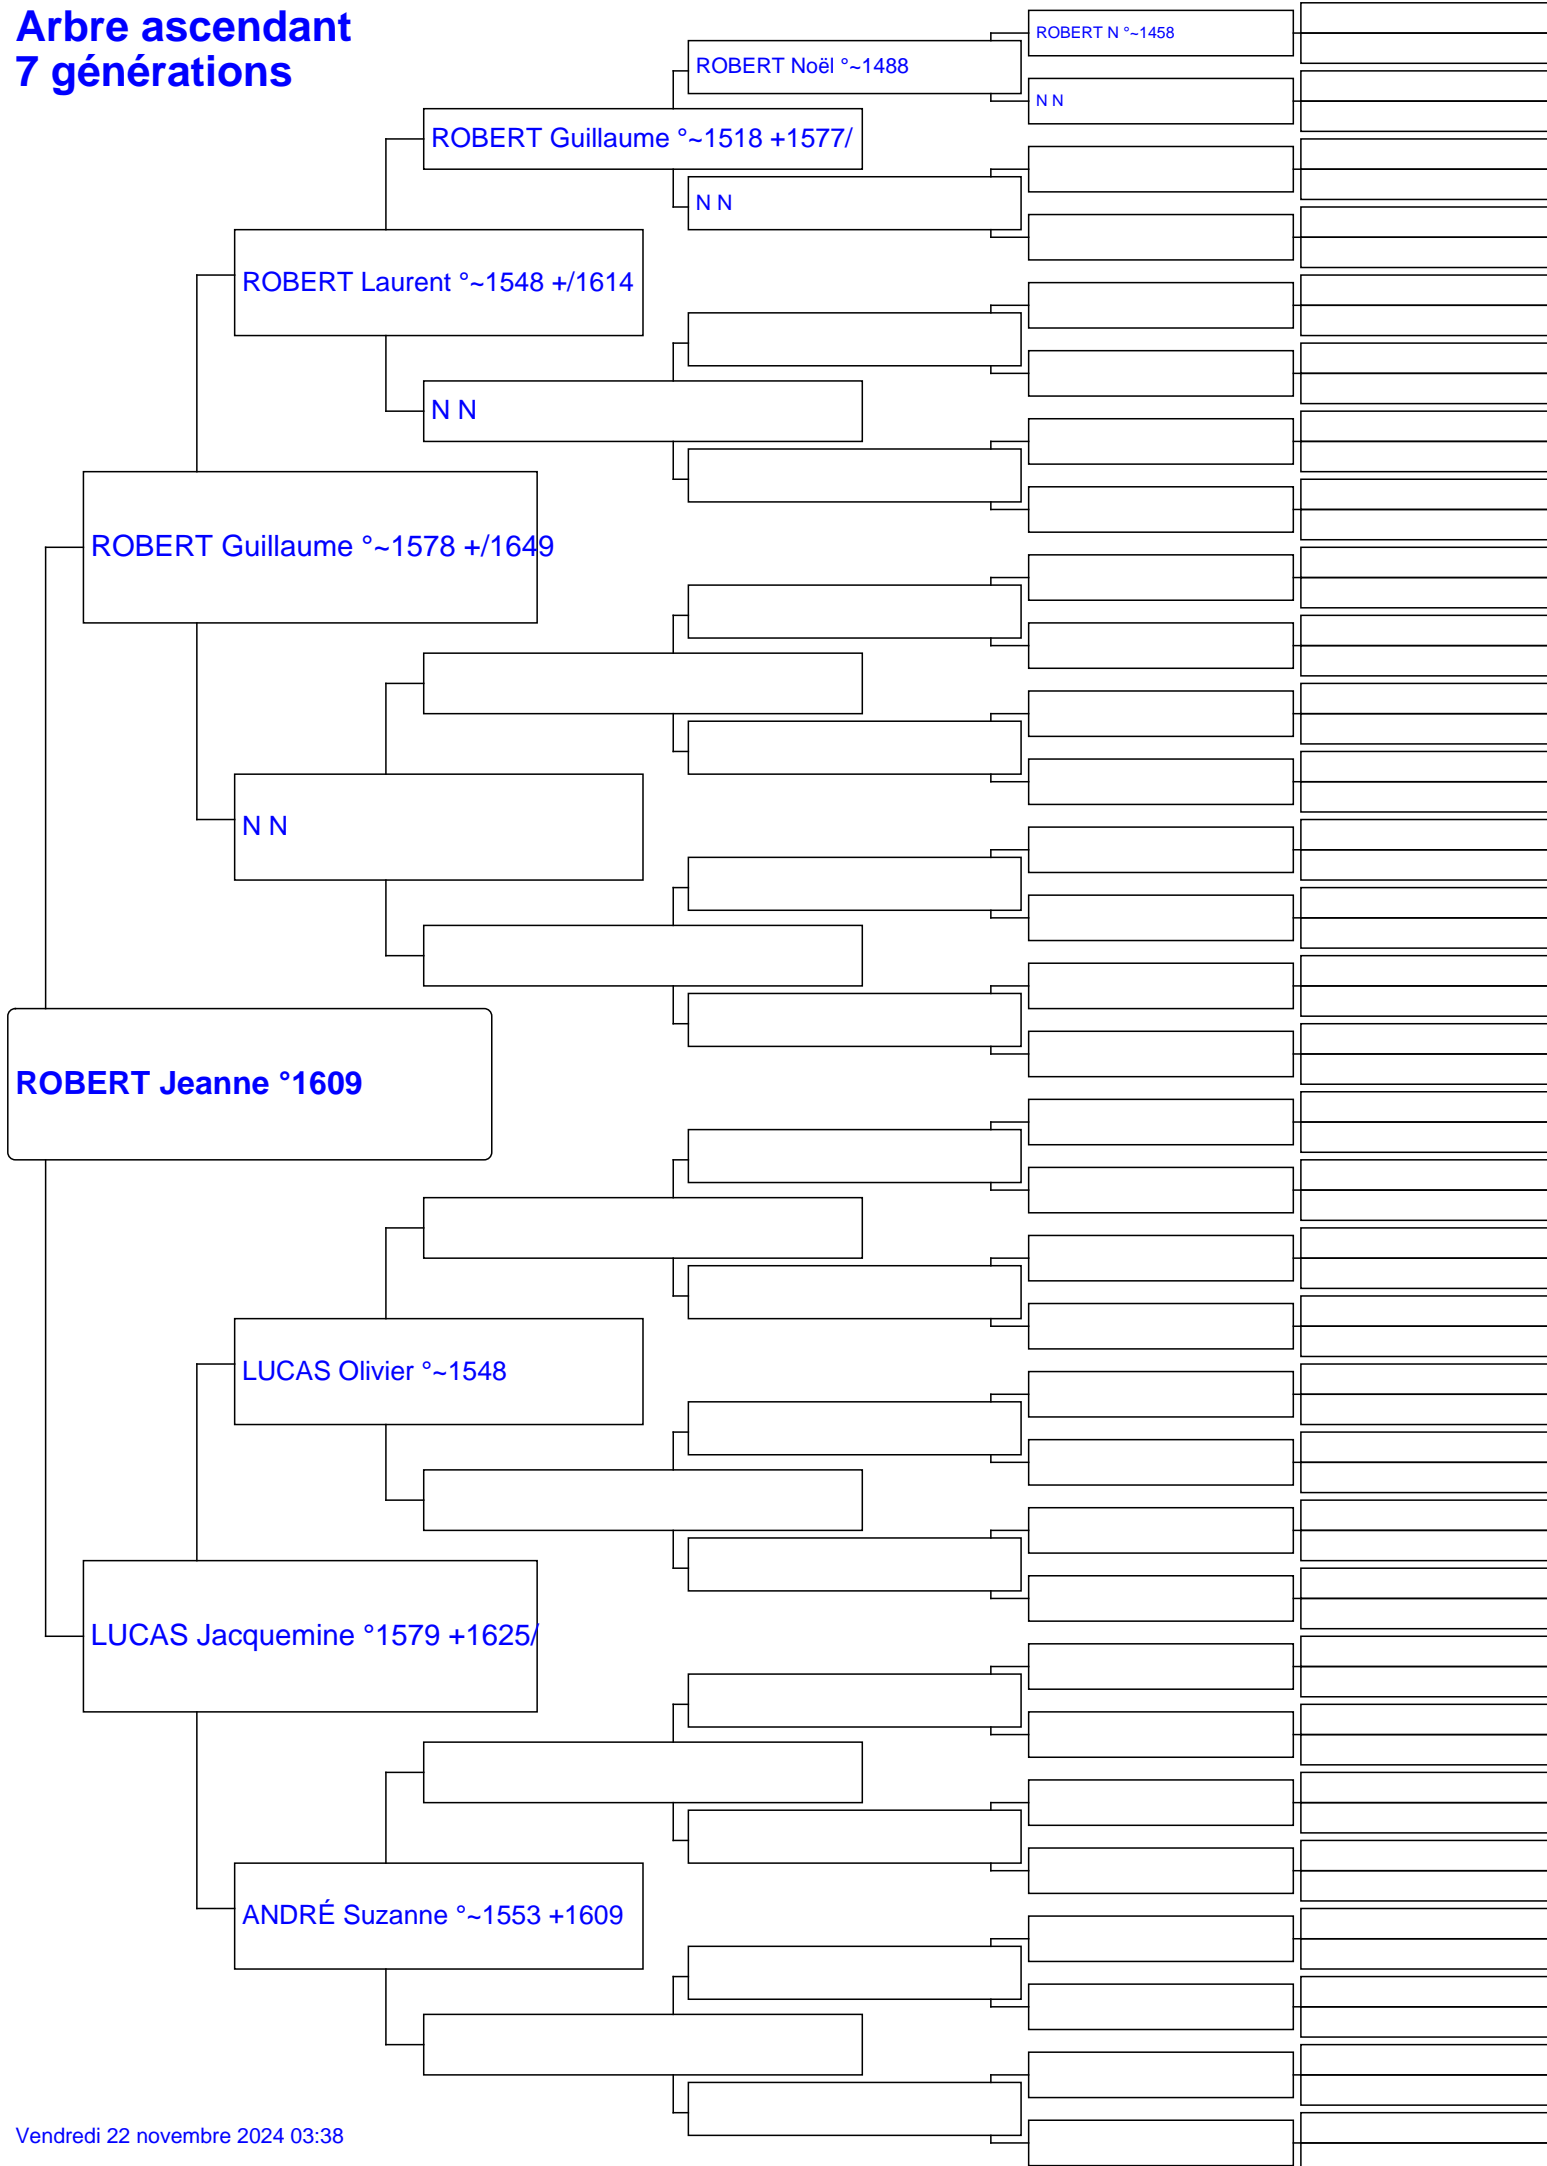 Arbre ascendant
7 générations
ROBERT N °~1458
ROBERT Noël °~1488
N N
ROBERT Guillaume °~1518 +1577/
N N
ROBERT Laurent °~1548 +/1614
N N
ROBERT Guillaume °~1578 +/1649
N N
ROBERT Jeanne °1609
LUCAS Olivier °~1548
LUCAS Jacquemine °1579 +1625/
ANDRÉ Suzanne °~1553 +1609
Vendredi 22 novembre 2024 03:38